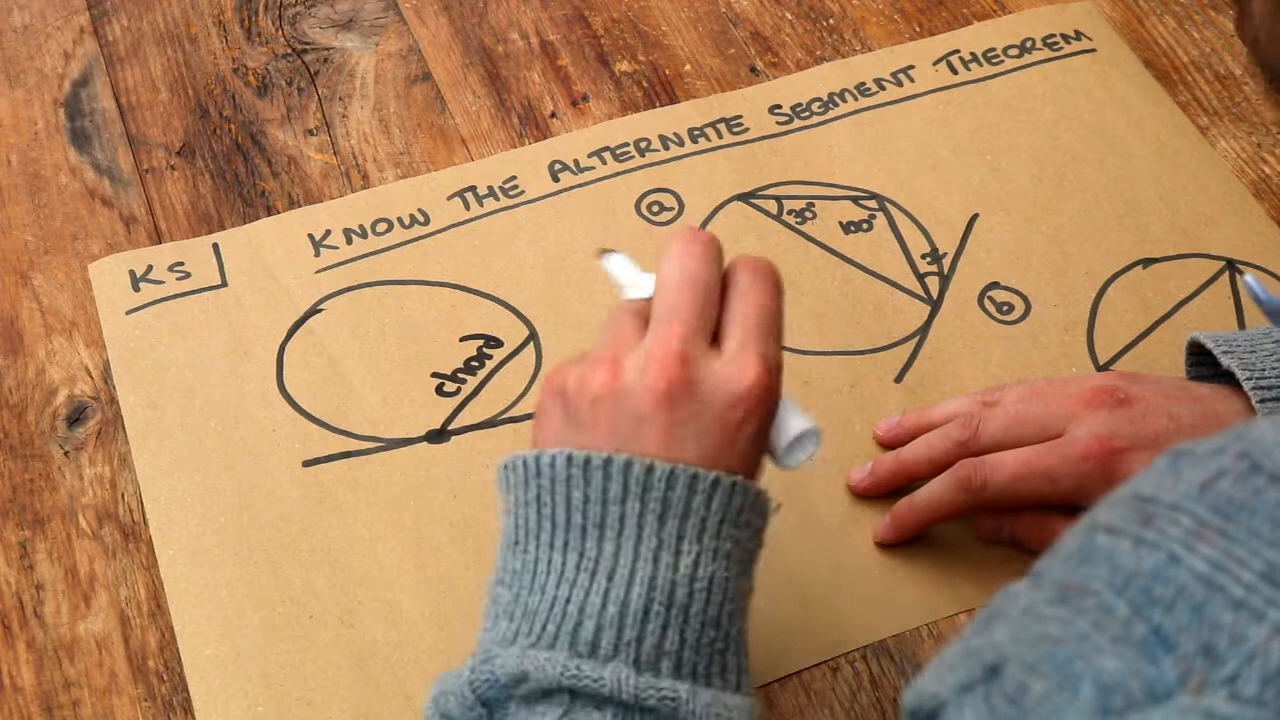 KNOW THE ALTERNATE SEGMENT THEOREM
KS
chord
a
30°
100°
x
b